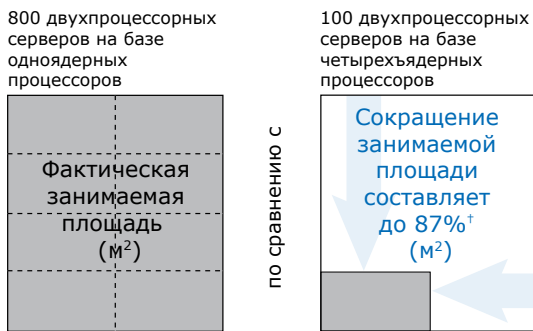 800 двухпроцессорных
серверов на базе
одноядерных
процессоров
Фактическая
занимаемая
площадь
(м²)
по сравнению с
100 двухпроцессорных
серверов на базе
четырехъядерных
процессоров
Сокращение
занимаемой
площади
составляет
до 87%†
(м²)